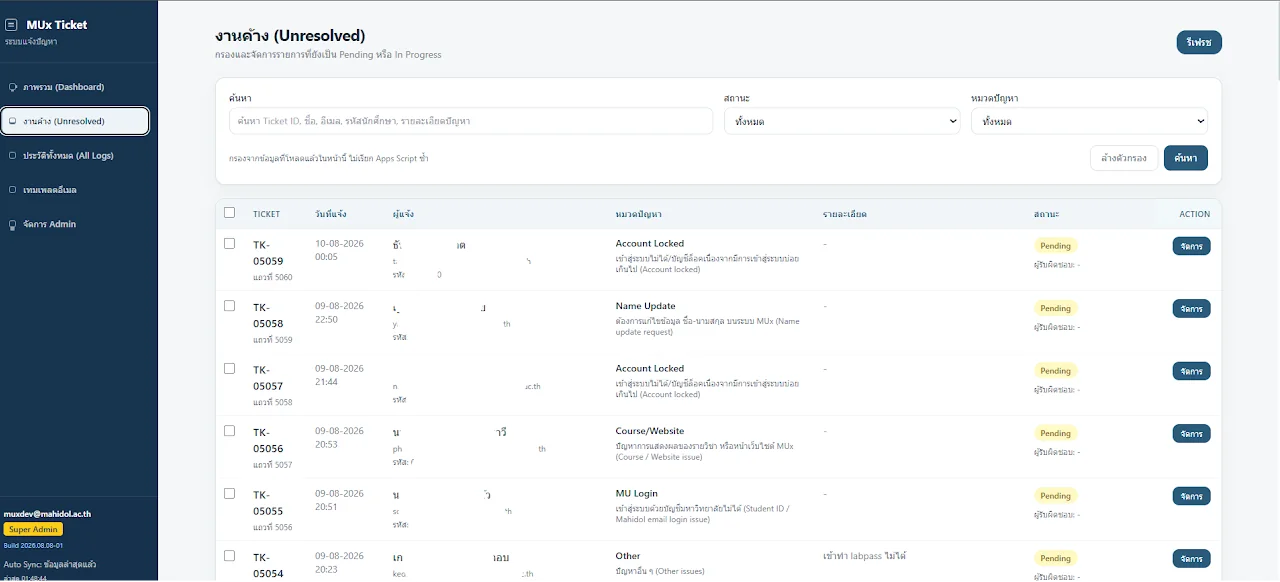 MUx Ticket
ระบบแจ้งปัญหา
ภาพรวม (Dashboard)
งานค้าง (Unresolved)
ประวัติทั้งหมด (All Logs)
เทมเพลตอีเมล
จัดการ Admin
muxdev@mahidol.ac.th
Super Admin
Build 2026.08.08-01
Auto Sync: ข้อมูลล่าสุดแล้ว
ล่าสุด 01:48:44
งานค้าง (Unresolved)
กรองและจัดการรายการที่ยังเป็น Pending หรือ In Progress
รีเฟรช
ค้นหา
สถานะ
หมวดปัญหา
ค้นหา Ticket ID, ชื่อ, อีเมล, รหัสนักศึกษา, รายละเอียดปัญหา
ทั้งหมด
ทั้งหมด
กรองจากข้อมูลที่โหลดแล้วในหน้านี้ ไม่เรียก Apps Script ซ้ำ
ล้างตัวกรอง
ค้นหา
TICKET วันที่แจ้ง ผู้แจ้ง หมวดปัญหา รายละเอียด สถานะ ACTION
TK-
05059
แถวที่ 5060
10-08-2026
00:05
รหัส
Account Locked
เข้าสู่ระบบไม่ได้/บัญชีล็อคเนื่องจากมีการเข้าสู่ระบบบ่อย
เกินไป (Account locked)
-
Pending
ผู้รับผิดชอบ: -
จัดการ
TK-
05058
แถวที่ 5059
09-08-2026
22:50
th
รหัส
Name Update
ต้องการแก้ไขข้อมูล ชื่อ-นามสกุล บนระบบ MUx (Name
update request)
-
Pending
ผู้รับผิดชอบ: -
จัดการ
TK-
05057
แถวที่ 5058
09-08-2026
21:44
.th
รหัส
Account Locked
เข้าสู่ระบบไม่ได้/บัญชีล็อคเนื่องจากมีการเข้าสู่ระบบบ่อย
เกินไป (Account locked)
-
Pending
ผู้รับผิดชอบ: -
จัดการ
TK-
05056
แถวที่ 5057
09-08-2026
20:53
ph th
รหัส:
Course/Website
ปัญหาการแสดงผลของรายวิชา หรือหน้าเว็บไซต์ MUx
(Course / Website issue)
-
Pending
ผู้รับผิดชอบ: -
จัดการ
TK-
05055
แถวที่ 5056
09-08-2026
20:51
รหัส:
MU Login
เข้าสู่ระบบด้วยบัญชีมหาวิทยาลัยไม่ได้ (Student ID /
Mahidol email login issue)
-
Pending
ผู้รับผิดชอบ: -
จัดการ
TK-
05054
09-08-2026
20:23
.th
Other
ปัญหาอื่น ๆ (Other issues)
เข้าทำ labpass ไม่ได้
Pending
ผู้รับผิดชอบ: -
จัดการ